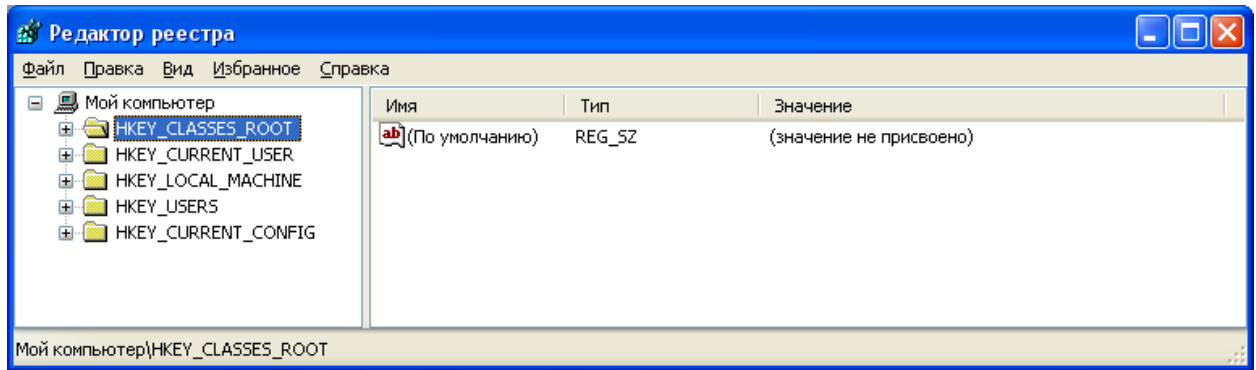 Редактор реестра
Файл Правка Вид Избранное Справка
Мой компьютер
HKEY_CLASSES_ROOT
HKEY_CURRENT_USER
HKEY_LOCAL_MACHINE
HKEY_USERS
HKEY_CURRENT_CONFIG
Имя Тип Значение
ab (По умолчанию) REG_SZ (значение не присвоено)
Мой компьютер\HKEY_CLASSES_ROOT